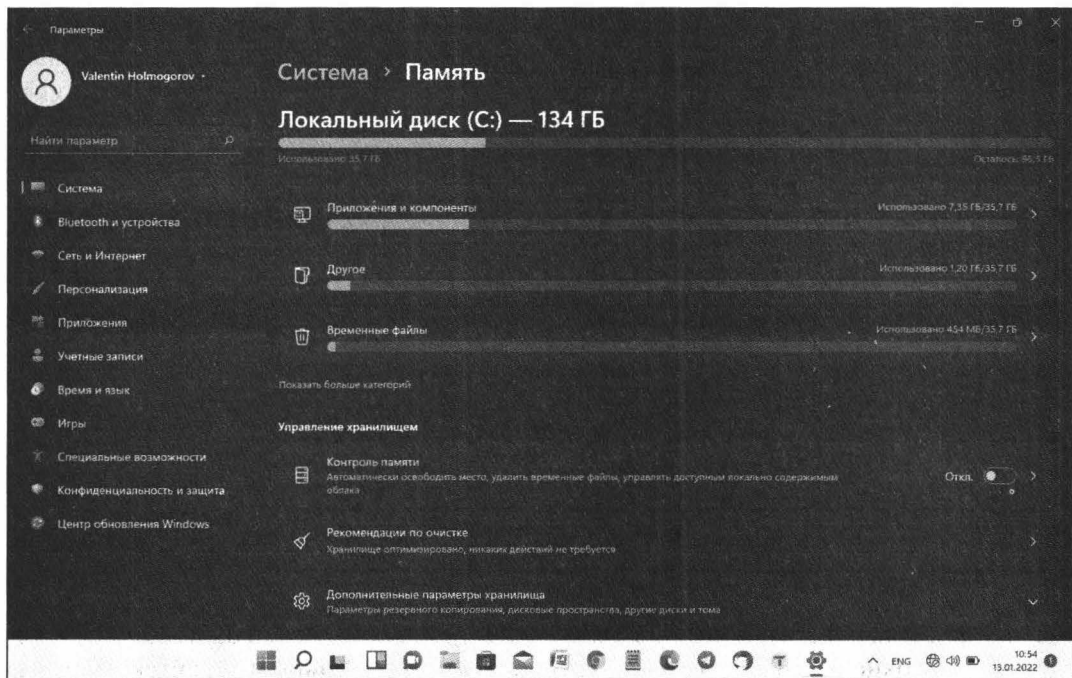 Параметры
Valentin Holmogorov
Найти параметр
Система
Bluetooth и устройства
Сеть и Интернет
Персонализация
Приложения
Учетные записи
Время и язык
Игры
Специальные возможности
Конфиденциальность и защита
Центр обновления Windows
Система > Память
Локальный диск (C:) — 134 ГБ
Использовано 35,7 ГБ
Осталось: ГБ
Приложения и компоненты
Использовано 7,35 ГБ/35,7 ГБ
Другое
Использовано 1,20 ГБ/35,7 ГБ
Временные файлы
Использовано 454 МБ/35,7 ГБ
Показать больше категорий
Управление хранилищем
Контроль памяти
Автоматически освободить место, удалить временные файлы, управлять доступным локально содержимым
облака
Откл.
Рекомендации по очистке
Хранилище оптимизировано, никаких действий не требуется
Дополнительные параметры хранилища
Параметры резервного копирования, дисковые пространства, другие диски и тома
ENG
10:54
13.01.2022